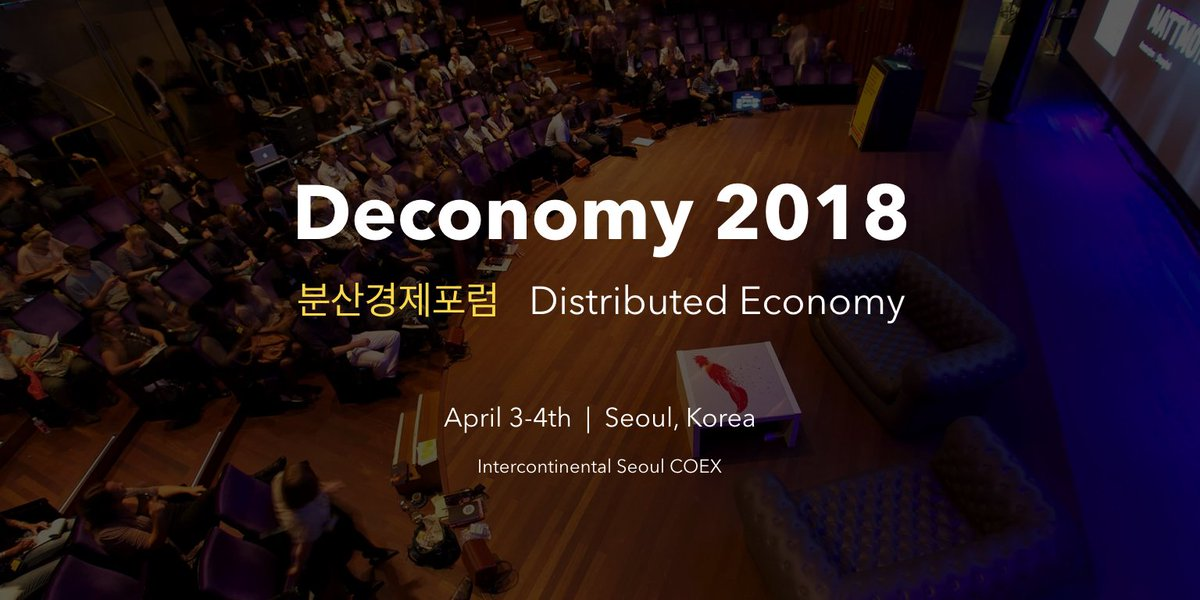 Deconomy 2018
분산경제포럼 Distributed Economy
April 3-4th | Seoul, Korea
Intercontinental Seoul COEX